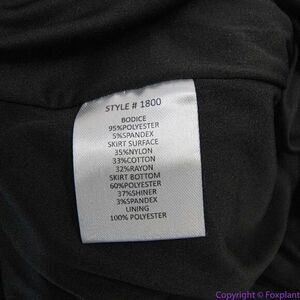 STYLE # 1800
BODICE
95%POLYESTER
5%SPANDEX
SKIRT SURFACE
35%NYLON
33%COTTON
32%RAYON
SKIRT BOTTOM
60%POLYESTER
37%SHINER
3%SPANDEX
LINING
100% POLYESTER
Copyright © Foxplant